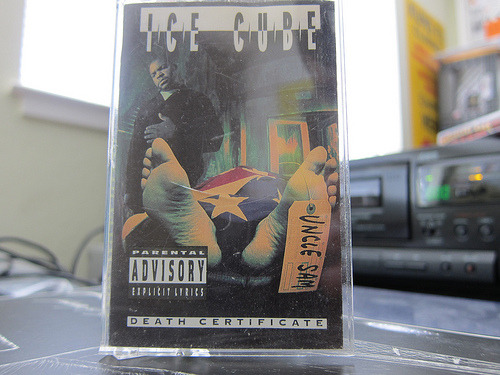 ICE CUBE
UNCLE SAM
PARENTAL
ADVISORY
EXPLICIT LYRICS
DEATH CERTIFICATE